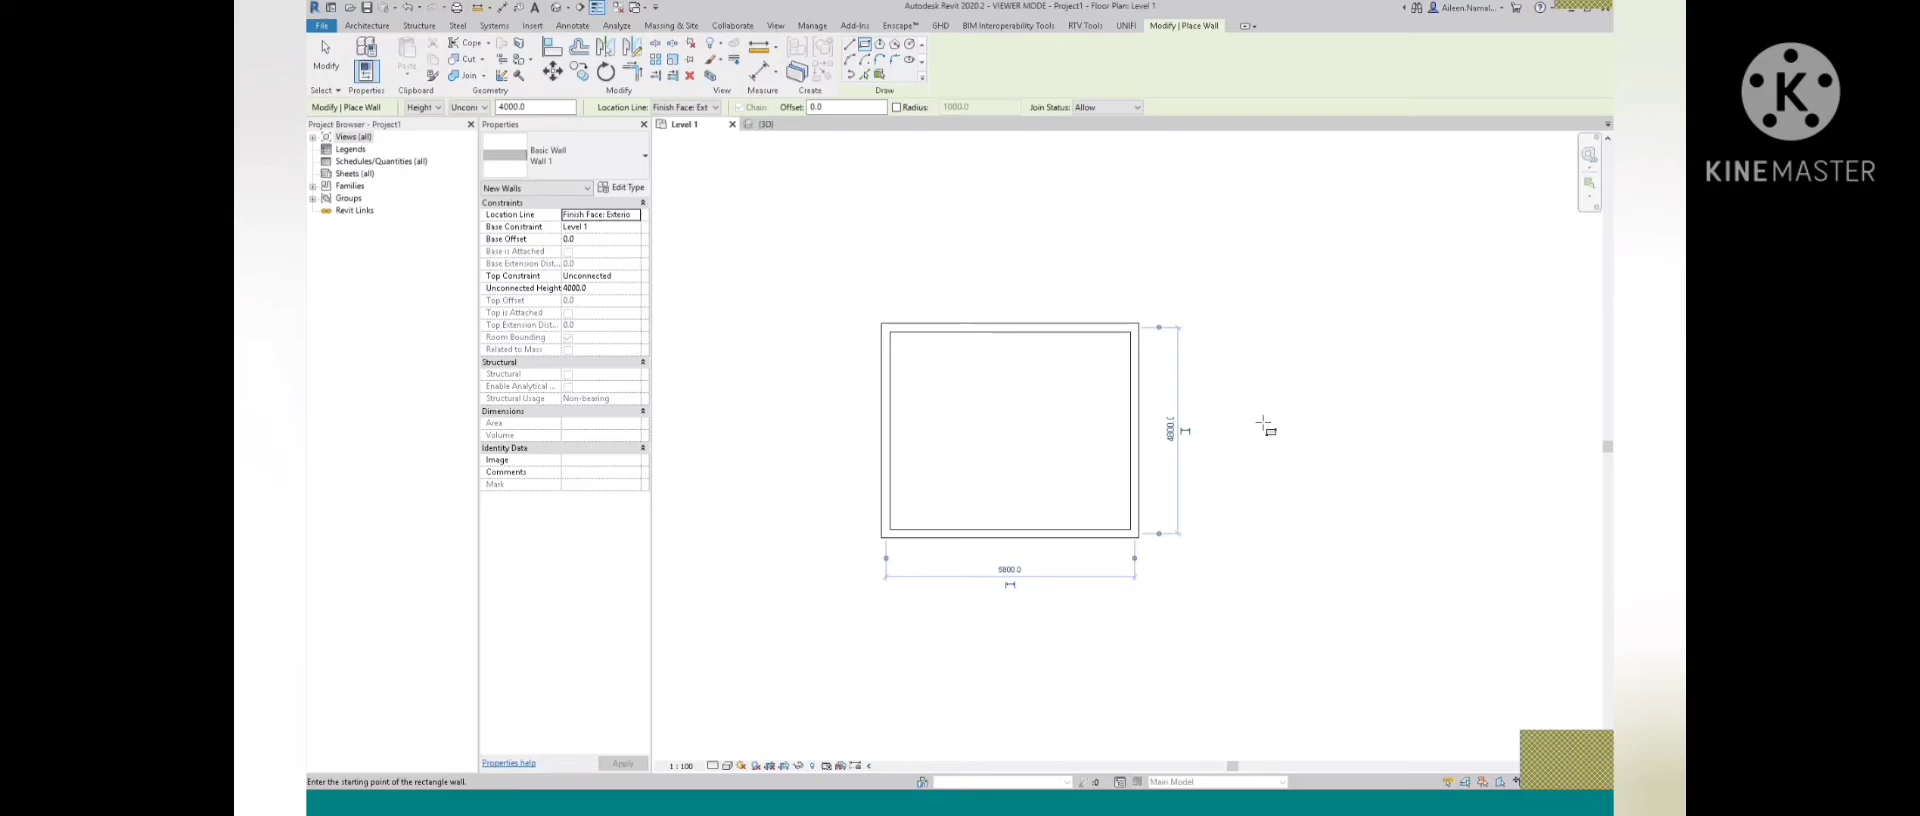 Autodesk Revit 2020.2 - VIEWER MODE - Project1 - Floor Plan: Level 1
Aileen.Namal...
File Architecture Structure Steel Systems Insert Annotate Analyze Massing & Site Collaborate View Manage Add-Ins Enscape™ GHD BIM Interoperability Tools RTV Tools UNIFI Modify | Place Wall
Modify
Paste
Cope
Cut
Join
Select Properties Clipboard Geometry Modify View Measure Create Draw
Modify | Place Wall Height Uncon 4000.0 Location Line: Finish Face: Ext Chain Offset: 0.0 Radius: 1000.0 Join Status: Allow
Project Browser - Project1
Views (all)
Legends
Schedules/Quantities (all)
Sheets (all)
Families
Groups
Revit Links
Properties
Basic Wall
Wall 1
New Walls Edit Type
Constraints
Location Line Finish Face: Exterio
Base Constraint Level 1
Base Offset 0.0
Base is Attached
Base Extension Dist... 0.0
Top Constraint Unconnected
Unconnected Height 4000.0
Top Offset 0.0
Top is Attached
Top Extension Dist... 0.0
Room Bounding
Related to Mass
Structural
Structural
Enable Analytical ...
Structural Usage Non-bearing
Dimensions
Area
Volume
Identity Data
Image
Comments
Mark
Properties help Apply
Level 1
{3D}
4800.0
5800.0
1 : 100
Enter the starting point of the rectangle wall.
:0
Main Model
K
KINEMASTER